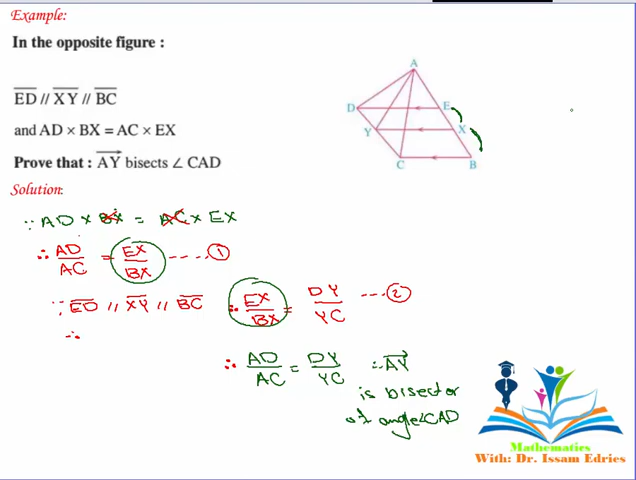 Example:
In the opposite figure :
ED // XY // BC
and AD × BX = AC × EX
Prove that : AY bisects ∠ CAD
Solution:
A
D
E
Y
X
C
B
∵ AD × BX = AC × EX
∴ AD/AC = EX/BX ----- ①
∵ ED // XY // BC ∴ EX/BX = DY/YC --- ②
∴
∴ AD/AC = DY/YC ∴ AY
is bisector
of angle∠CAD
Mathematics
With: Dr. Issam Edries